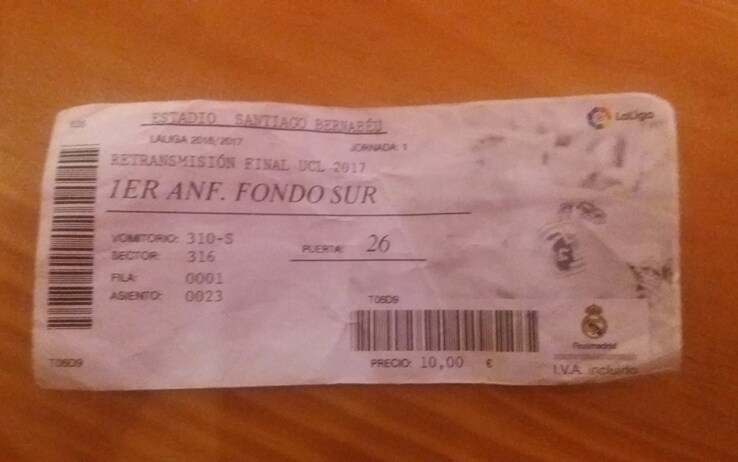 ESTADIO SANTIAGO BERNABÉU
LaLiga
LALIGA 2016/2017 JORNADA: 1
RETRANSMISIÓN FINAL UCL 2017
1ER ANF. FONDO SUR
VOMITORIO: 310-S
PUERTA: 26
SECTOR: 316
FILA: 0001
ASIENTO: 0023
T06D9
Realmadrid
T06D9
PRECIO: 10,00 €
I.V.A. incluido